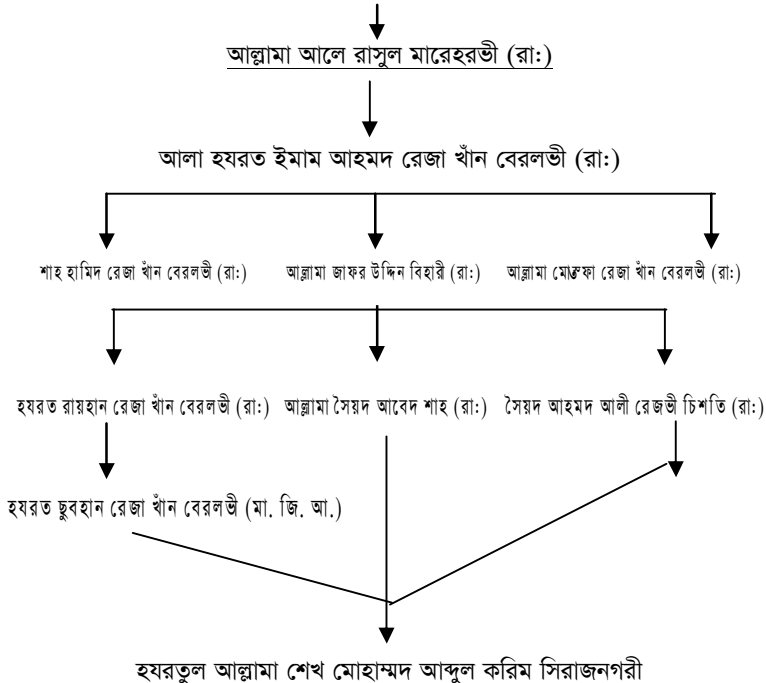 আল্লামা আলে রাসুল মারেহরভী (রা:)
আলা হযরত ইমাম আহমদ রেজা খাঁন বেরলভী (রা:)
শাহ হামিদ রেজা খাঁন বেরলভী (রা:) আল্লামা জাফর উদ্দিন বিহারী (রা:) আল্লামা মোস্তফা রেজা খাঁন বেরলভী (রা:)
হযরত রায়হান রেজা খাঁন বেরলভী (রা:) আল্লামা সৈয়দ আবেদ শাহ (রা:) সৈয়দ আহমদ আলী রেজভী চিশতি (রা:)
হযরত ছুবহান রেজা খাঁন বেরলভী (মা. জি. আ.)
হযরতুল আল্লামা শেখ মোহাম্মদ আব্দুল করিম সিরাজনগরী